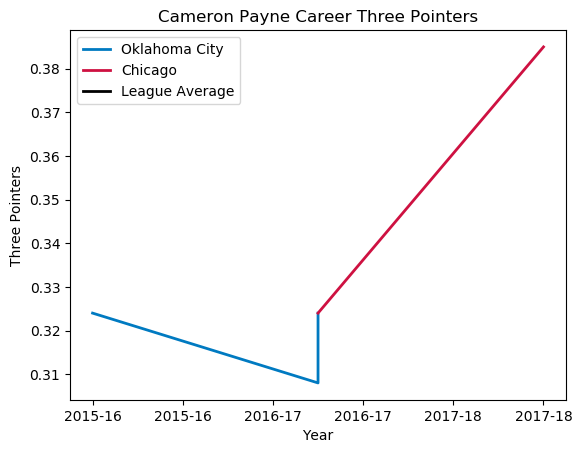 Cameron Payne Career Three Pointers
Oklahoma City
Chicago
League Average
0.38
0.37
0.36
0.35
0.34
0.33
0.32
0.31
Three Pointers
2015-16 2015-16 2016-17 2016-17 2017-18 2017-18
Year